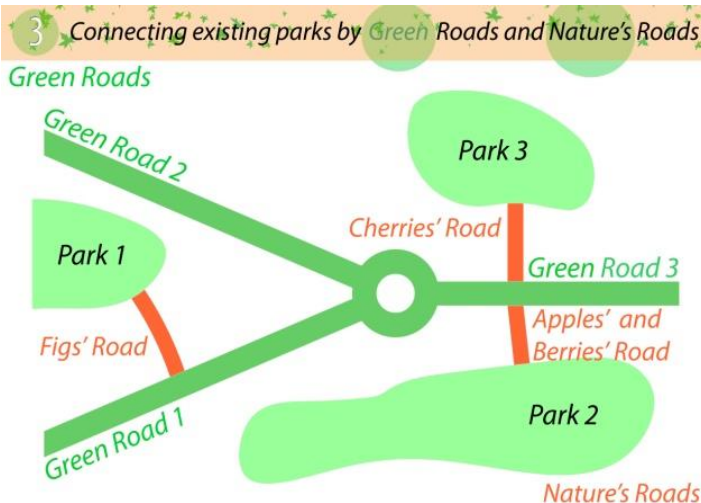 3 Connecting existing parks by Green Roads and Nature's Roads
Green Roads
Green Road 2
Park 3
Cherries' Road
Park 1
Green Road 3
Figs' Road
Apples' and
Berries' Road
Green Road 1
Park 2
Nature's Roads